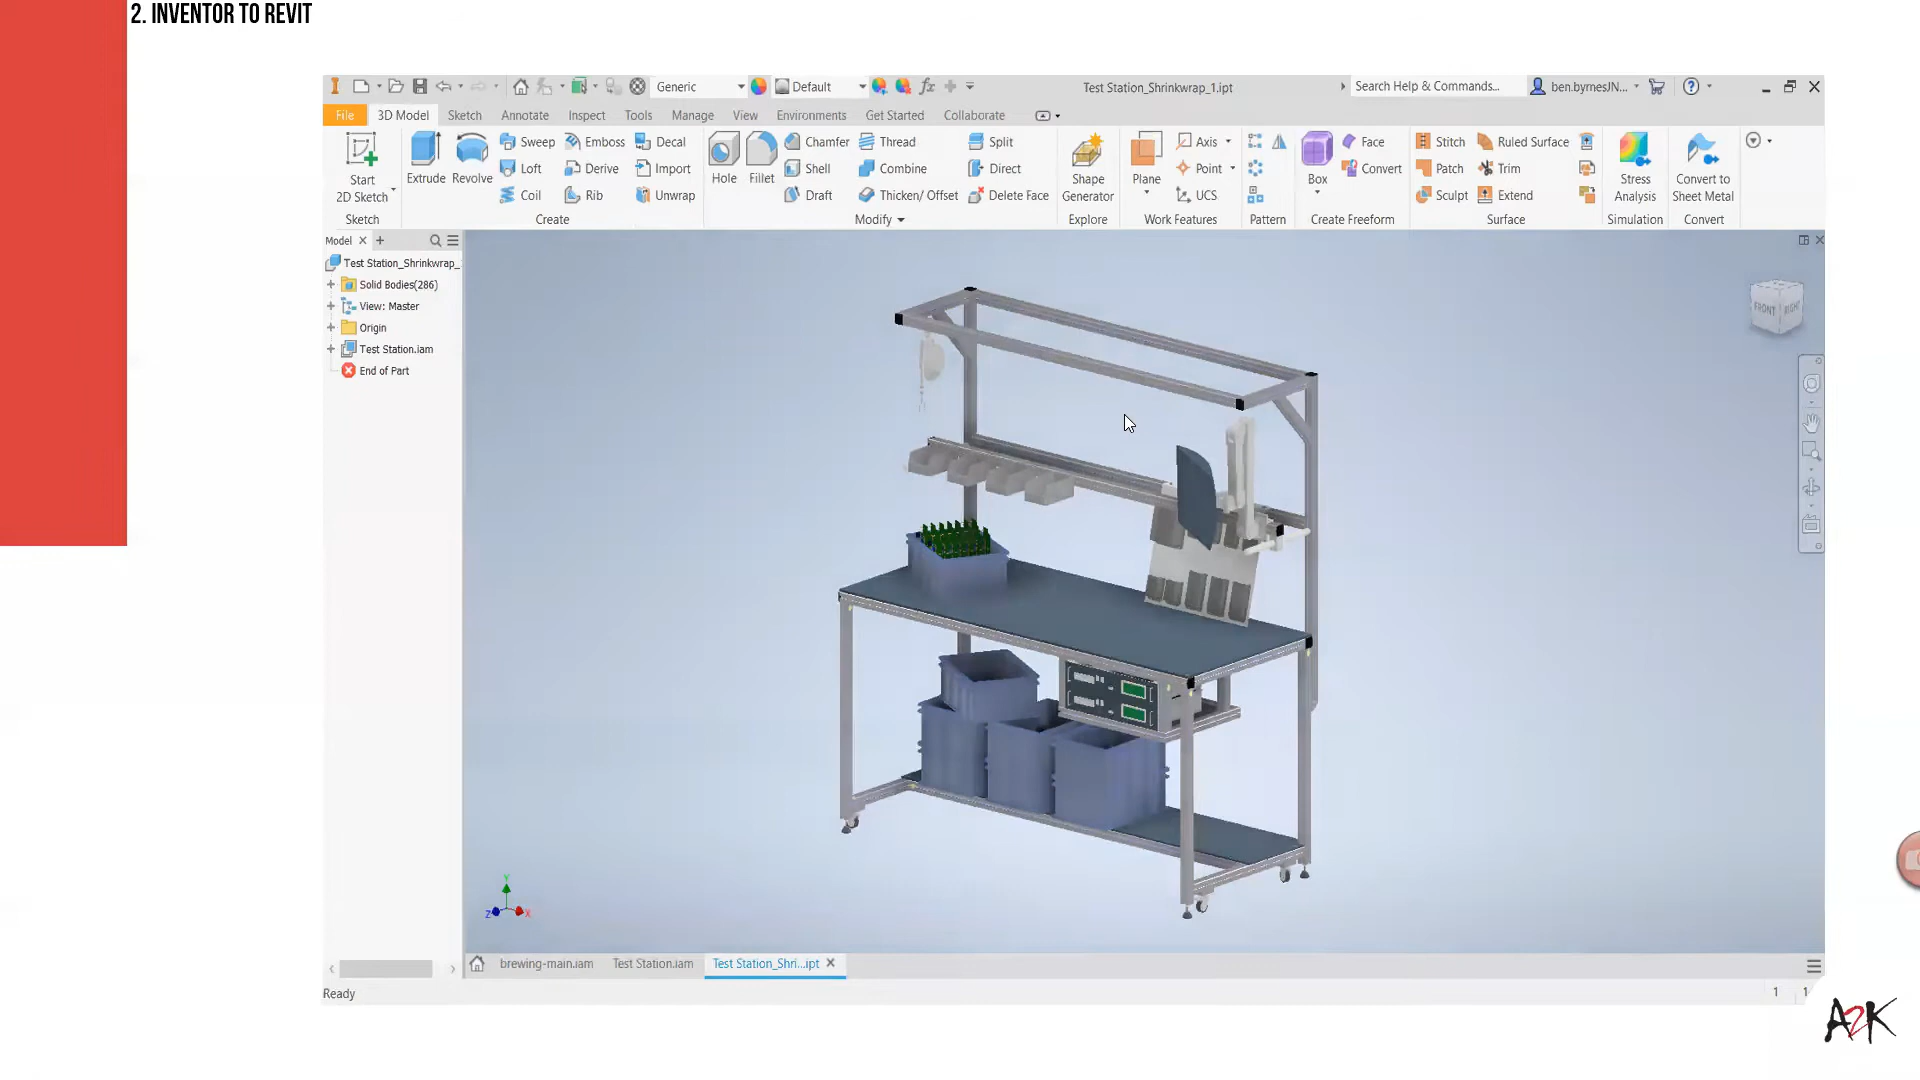 2. INVENTOR TO REVIT
Generic
Default
Test Station_Shrinkwrap_1.ipt
Search Help & Commands...
ben.byrnesJN...
File
3D Model
Sketch
Annotate
Inspect
Tools
Manage
View
Environments
Get Started
Collaborate
Start
2D Sketch
Sketch
Extrude
Revolve
Sweep
Emboss
Decal
Loft
Derive
Import
Coil
Rib
Unwrap
Create
Hole
Fillet
Chamfer
Thread
Split
Shell
Combine
Direct
Draft
Thicken/ Offset
Delete Face
Modify
Shape
Generator
Explore
Plane
Axis
Point
UCS
Work Features
Pattern
Box
Face
Convert
Create Freeform
Stitch
Ruled Surface
Patch
Trim
Sculpt
Extend
Surface
Stress
Analysis
Simulation
Convert to
Sheet Metal
Convert
Model
Test Station_Shrinkwrap_
Solid Bodies(286)
View: Master
Origin
Test Station.iam
End of Part
FRONT
RIGHT
Y
Z
X
brewing-main.iam
Test Station.iam
Test Station_Shri...ipt
Ready
1
1
A2K